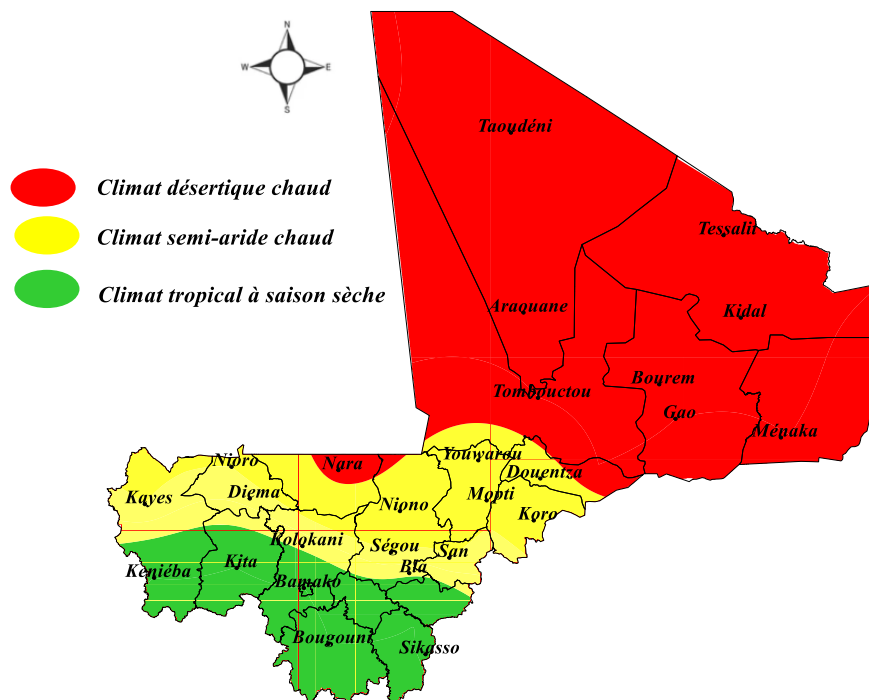 N
W E
S
Taoudéni
Climat désertique chaud
Climat semi-aride chaud
Climat tropical à saison sèche
Tessalit
Araquane
Kidal
Tombouctou
Bourem
Gao
Ménaka
Nioro
Nara
Youwarou
Douentza
Kayes
Diema
Niono
Mopti
Koro
Kolokani
Ségou
San
Bla
Keniéba
Kita
Bamako
Bougouni
Sikasso